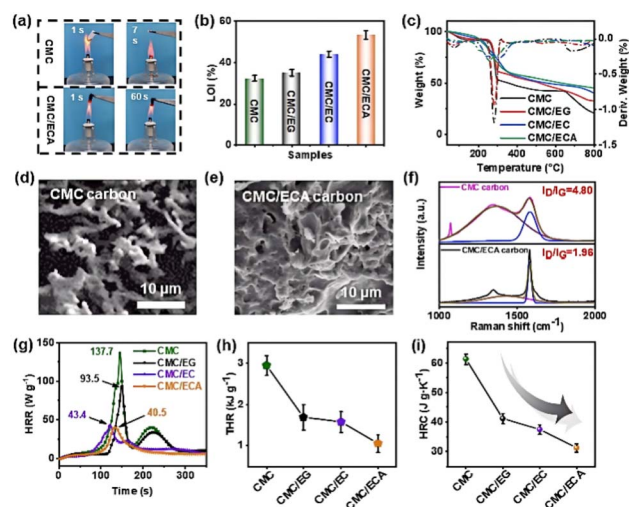 (a)
CMC
1 s
7
s
CMC/ECA
1 s
60 s
(b)
LOI (%)
60
40
20
0
CMC
CMC/EG
CMC/EC
CMC/ECA
Samples
(c)
Weight (%)
100
50
0
0 200 400 600 800
Temperature (°C)
0.0
-0.5
-1.0
-1.5
Deriv. Weight (%)
CMC
CMC/EG
CMC/EC
CMC/ECA
(d)
CMC carbon
10 μm
(e)
CMC/ECA carbon
10 μm
(f)
Intensity (a.u.)
CMC carbon
ID/IG=4.80
CMC/ECA carbon
ID/IG=1.96
1000 1200 1400 1600 2000
Raman shift (cm-1)
(g)
HRR (W g-1)
150
100
50
0
0 100 200 300
Time (s)
137.7
93.5
43.4
40.5
CMC
CMC/EG
CMC/EC
CMC/ECA
(h)
THR (kJ g-1)
3
2
1
CMC
CMC/EG
CMC/EC
CMC/ECA
(i)
HRC (J g·K-1)
60
50
40
30
CMC
CMC/EG
CMC/EC
CMC/ECA